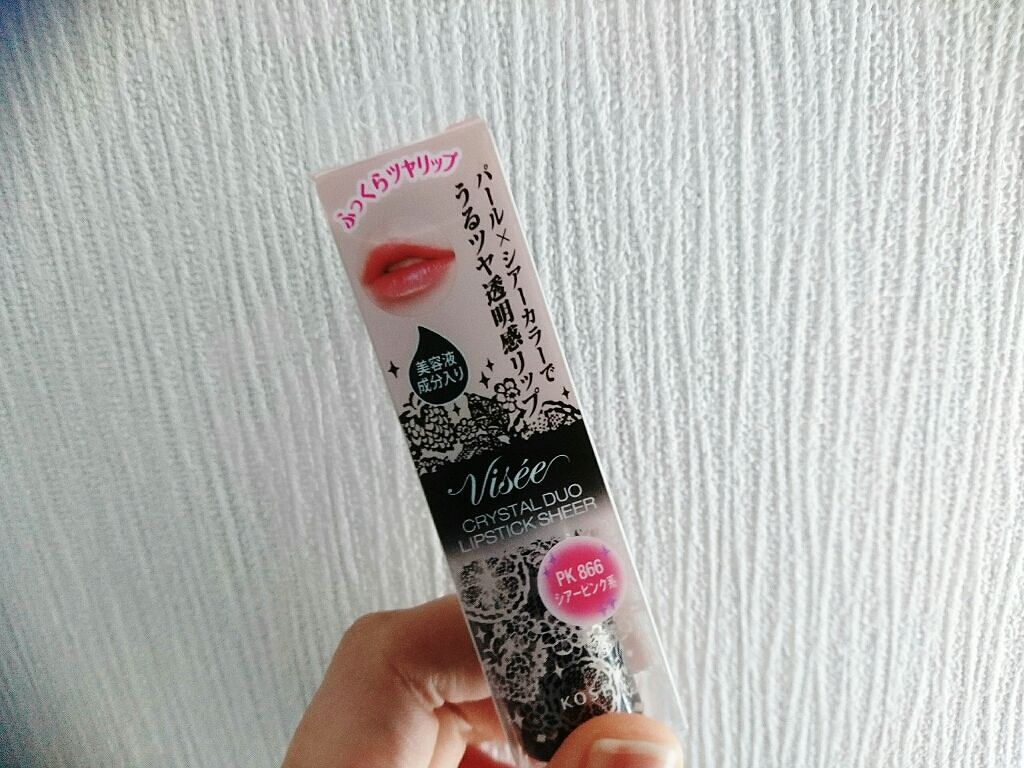 ふっくらツヤリップ
パール×シアーカラーで
うるツヤ透明感リップ
美容液
成分入り
Visée
CRYSTAL DUO
LIPSTICK SHEER
PK 866
シアーピンク系